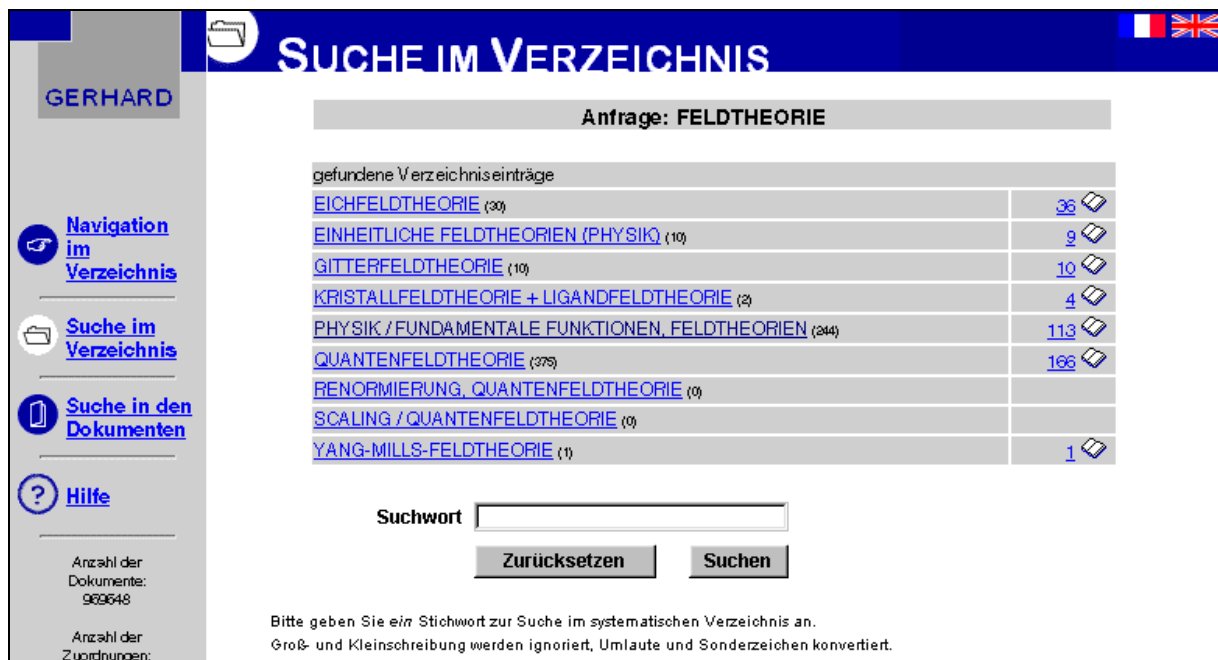 SUCHE IM VERZEICHNIS
GERHARD
Anfrage: FELDTHEORIE
gefundene Verzeichniseinträge
EICHFELDTHEORIE (30) 36
EINHEITLICHE FELDTHEORIEN (PHYSIK) (10) 9
GITTERFELDTHEORIE (10) 10
KRISTALLFELDTHEORIE + LIGANDFELDTHEORIE (2) 4
PHYSIK / FUNDAMENTALE FUNKTIONEN, FELDTHEORIEN (244) 113
QUANTENFELDTHEORIE (375) 166
RENORMIERUNG, QUANTENFELDTHEORIE (0)
SCALING / QUANTENFELDTHEORIE (0)
YANG-MILLS-FELDTHEORIE (1) 1
Navigation
im
Verzeichnis
Suche im
Verzeichnis
Suche in den
Dokumenten
? Hilfe
Anzahl der
Dokumente:
969648
Anzahl der
Zuordnungen:
Suchwort
Zurücksetzen Suchen
Bitte geben Sie ein Stichwort zur Suche im systematischen Verzeichnis an.
Groß- und Kleinschreibung werden ignoriert, Umlaute und Sonderzeichen konvertiert.